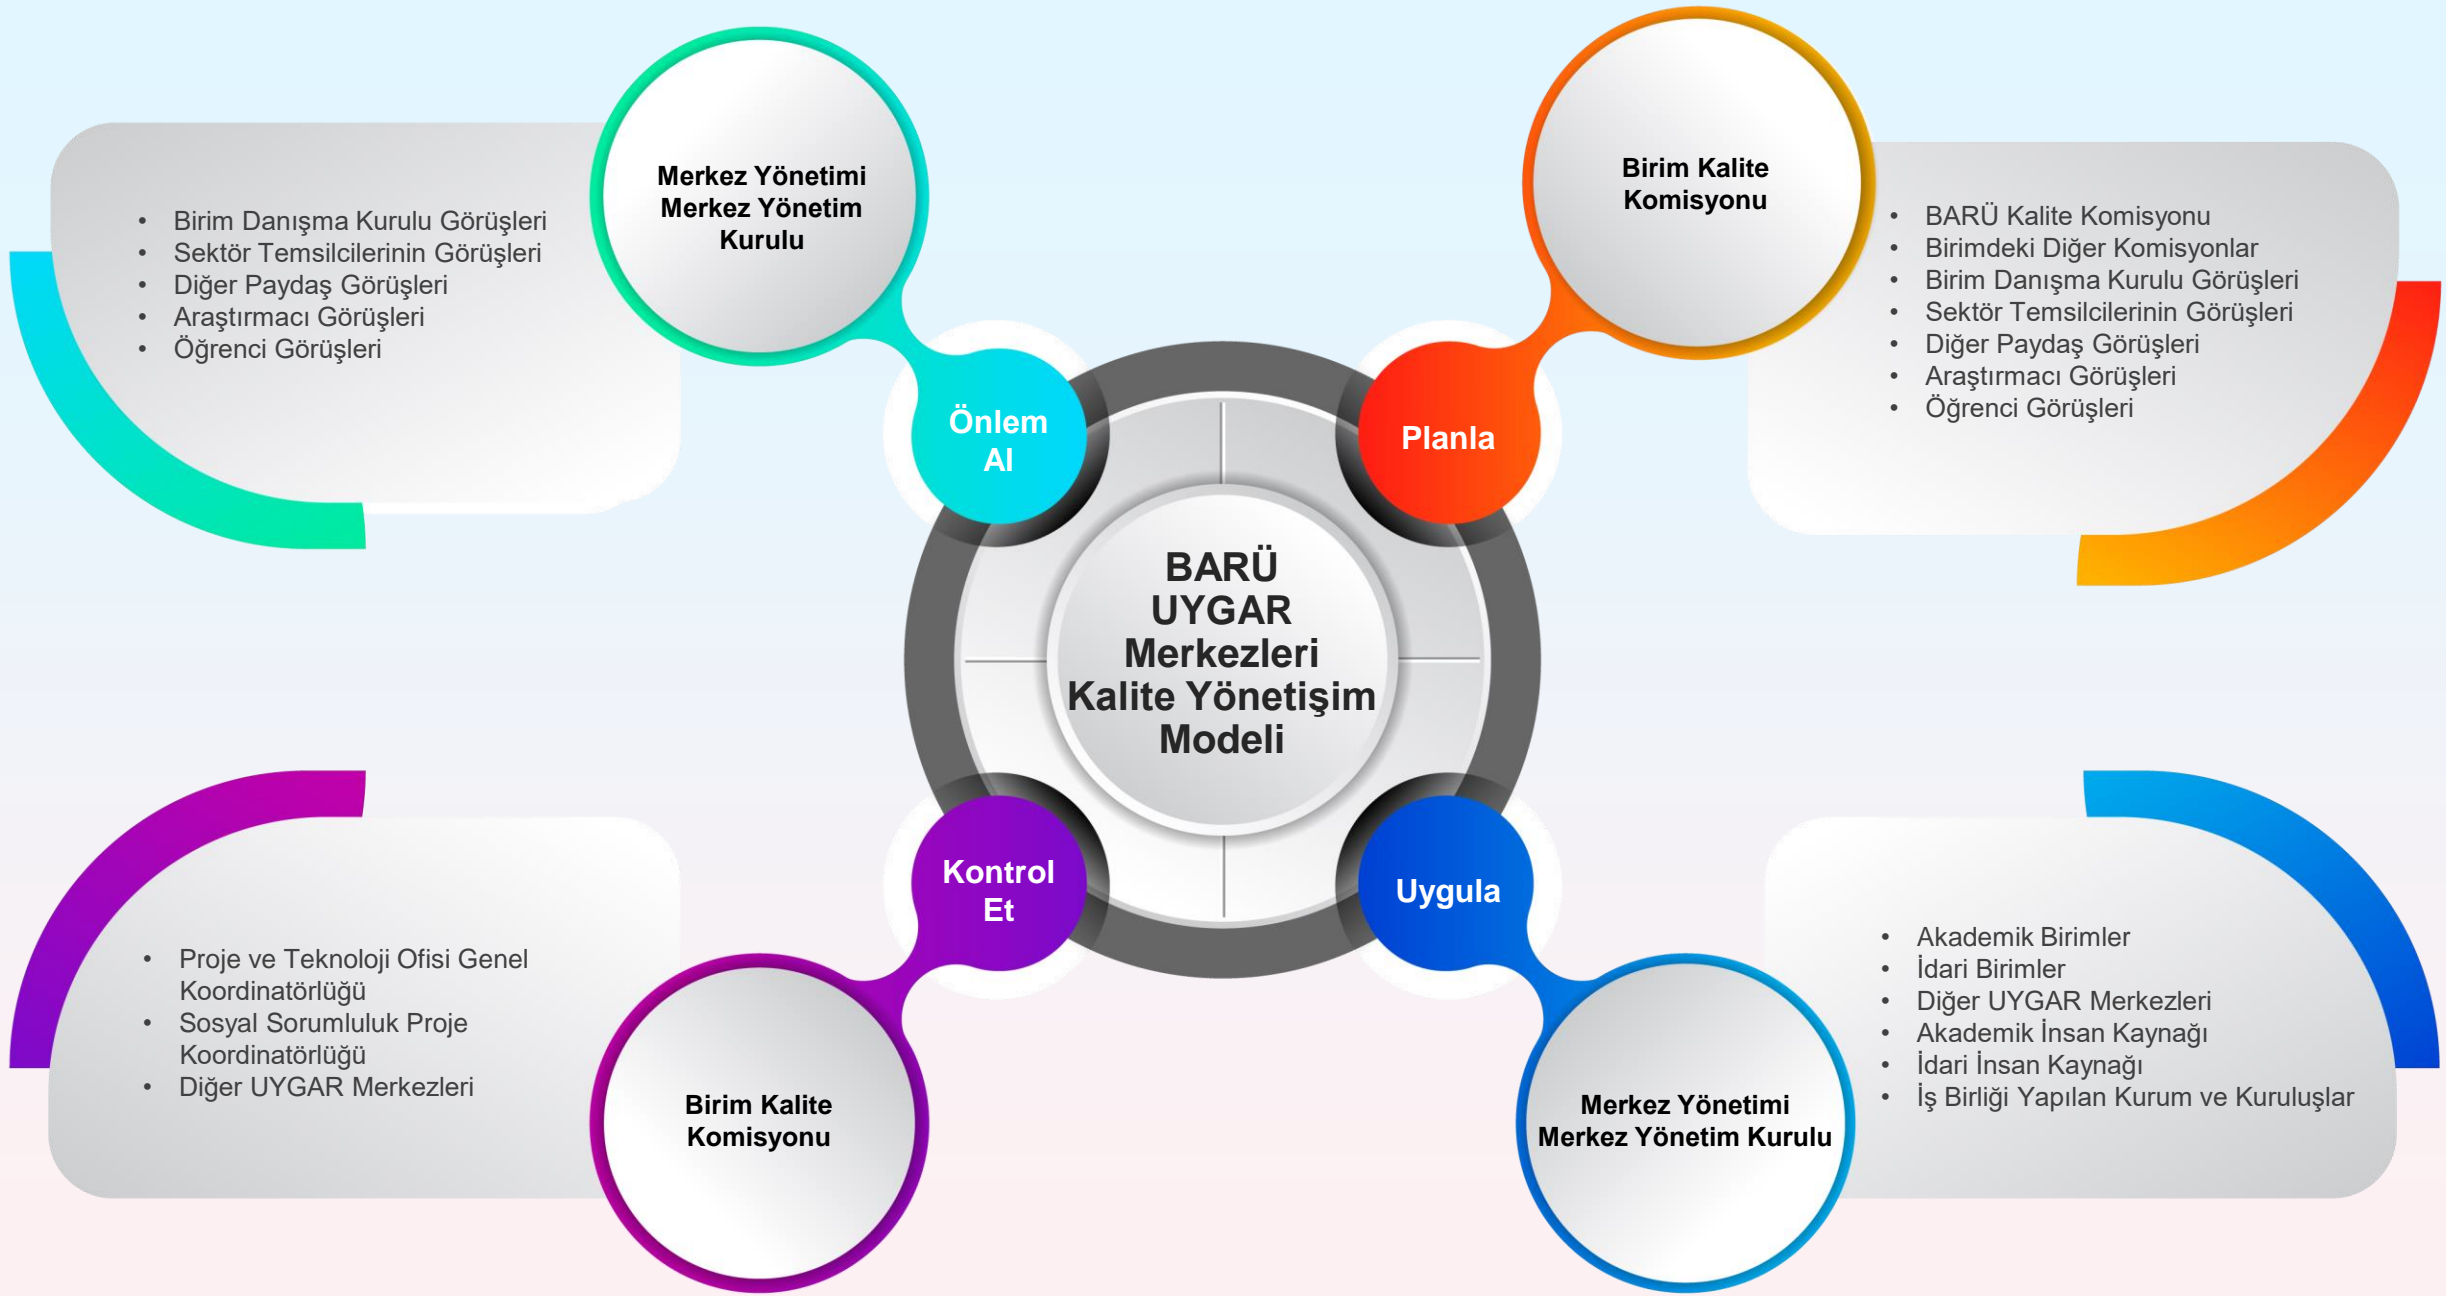 Merkez Yönetimi
Merkez Yönetim
Kurulu
• Birim Danışma Kurulu Görüşleri
• Sektör Temsilcilerinin Görüşleri
• Diğer Paydaş Görüşleri
• Araştırmacı Görüşleri
• Öğrenci Görüşleri
Önlem
Al
Birim Kalite
Komisyonu
• BARÜ Kalite Komisyonu
• Birimdeki Diğer Komisyonlar
• Birim Danışma Kurulu Görüşleri
• Sektör Temsilcilerinin Görüşleri
• Diğer Paydaş Görüşleri
• Araştırmacı Görüşleri
• Öğrenci Görüşleri
Planla
BARÜ
UYGAR
Merkezleri
Kalite Yönetişim
Modeli
Kontrol
Et
• Proje ve Teknoloji Ofisi Genel
Koordinatörlüğü
• Sosyal Sorumluluk Proje
Koordinatörlüğü
• Diğer UYGAR Merkezleri
Birim Kalite
Komisyonu
Uygula
Merkez Yönetimi
Merkez Yönetim Kurulu
• Akademik Birimler
• İdari Birimler
• Diğer UYGAR Merkezleri
• Akademik İnsan Kaynağı
• İdari İnsan Kaynağı
• İş Birliği Yapılan Kurum ve Kuruluşlar